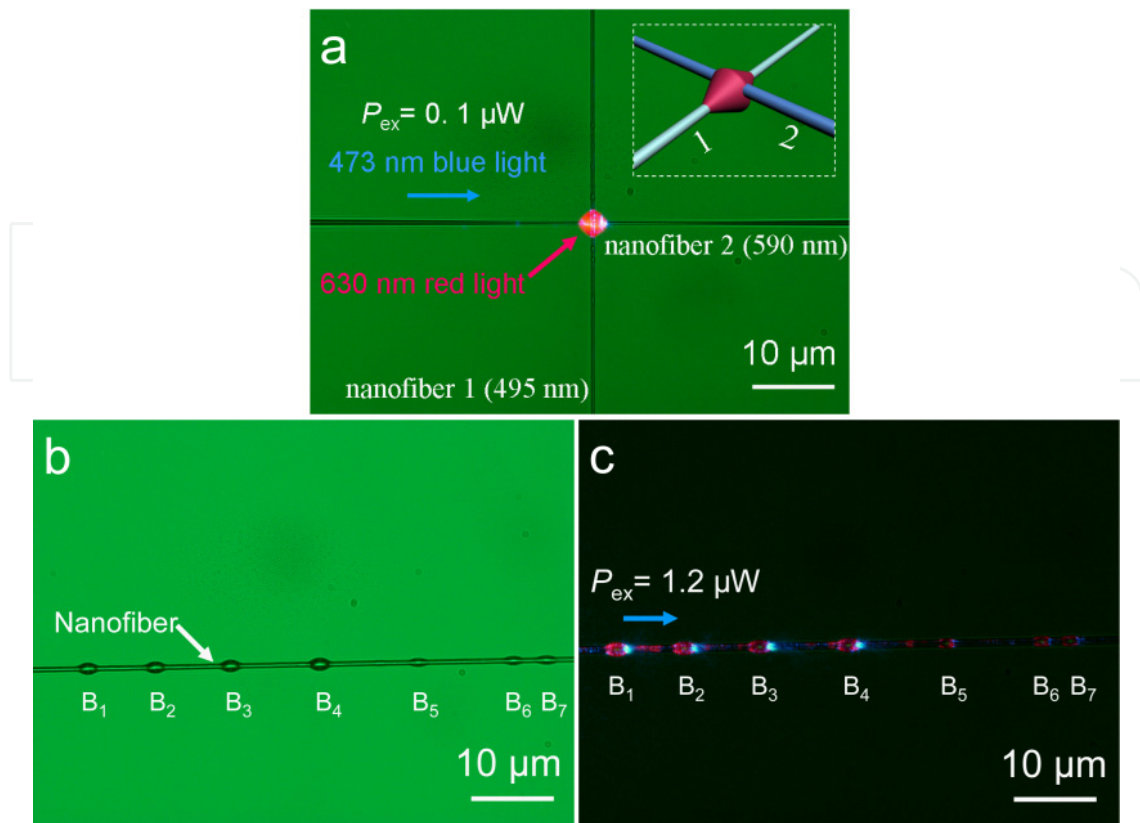 a
P_ex = 0. 1 µW
473 nm blue light
1
2
nanofiber 2 (590 nm)
630 nm red light
10 µm
nanofiber 1 (495 nm)
b
Nanofiber
B₁ B₂ B₃ B₄ B₅ B₆ B₇
10 µm
c
P_ex = 1.2 µW
B₁ B₂ B₃ B₄ B₅ B₆ B₇
10 µm